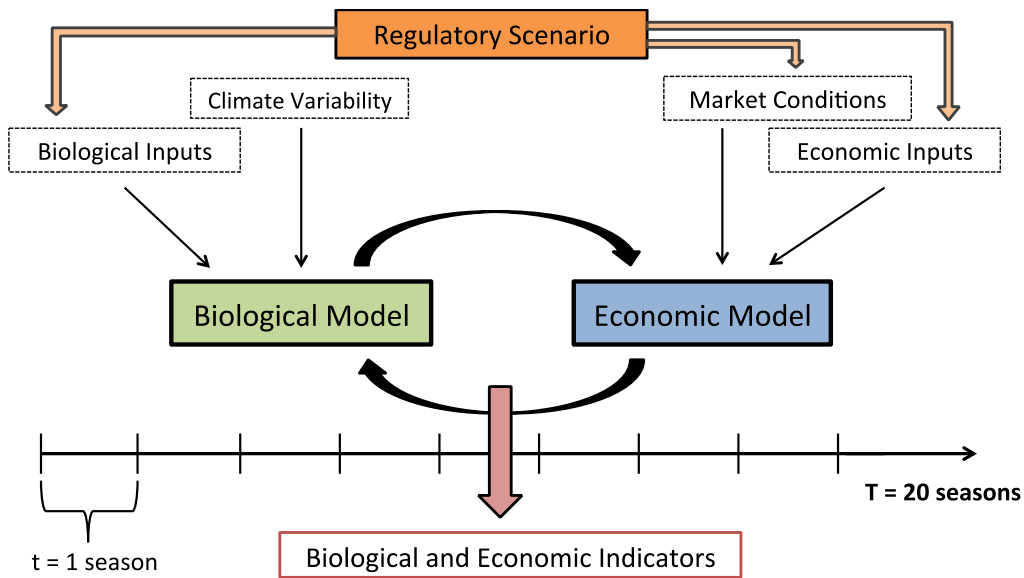 Regulatory Scenario
Climate Variability
Market Conditions
Biological Inputs
Economic Inputs
Biological Model
Economic Model
T = 20 seasons
t = 1 season
Biological and Economic Indicators